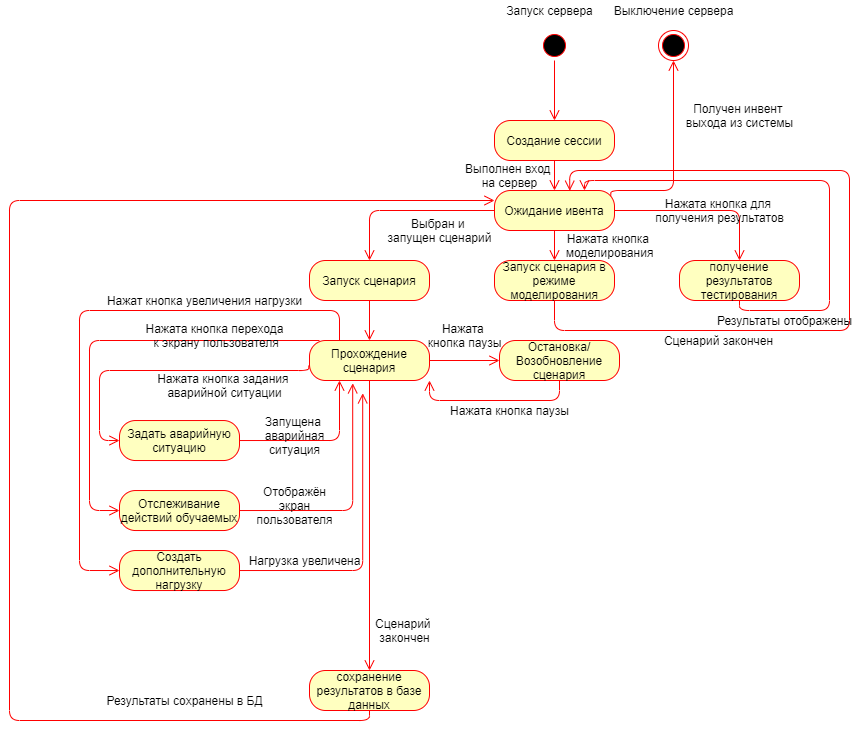 Запуск сервера
Выключение сервера
Получен инвент
выхода из системы
Создание сессии
Выполнен вход
на сервер
Ожидание ивента
Нажата кнопка для
получения результатов
Выбран и
запущен сценарий
Нажата кнопка
моделирования
Запуск сценария
Запуск сценария в
режиме
моделирования
получение
результатов
тестирования
Нажат кнопка увеличения нагрузки
Результаты отображены
Нажата кнопка перехода
к экрану пользователя
Нажата
кнопка паузы
Сценарий закончен
Прохождение
сценария
Остановка/
Возобновление
сценария
Нажата кнопка задания
аварийной ситуации
Нажата кнопка паузы
Задать аварийную
ситуацию
Запущена
аварийная
ситуация
Отслеживание
действий обучаемых
Отображён
экран
пользователя
Создать
дополнительную
нагрузку
Нагрузка увеличена
Сценарий
закончен
сохранение
результатов в базе
данных
Результаты сохранены в БД